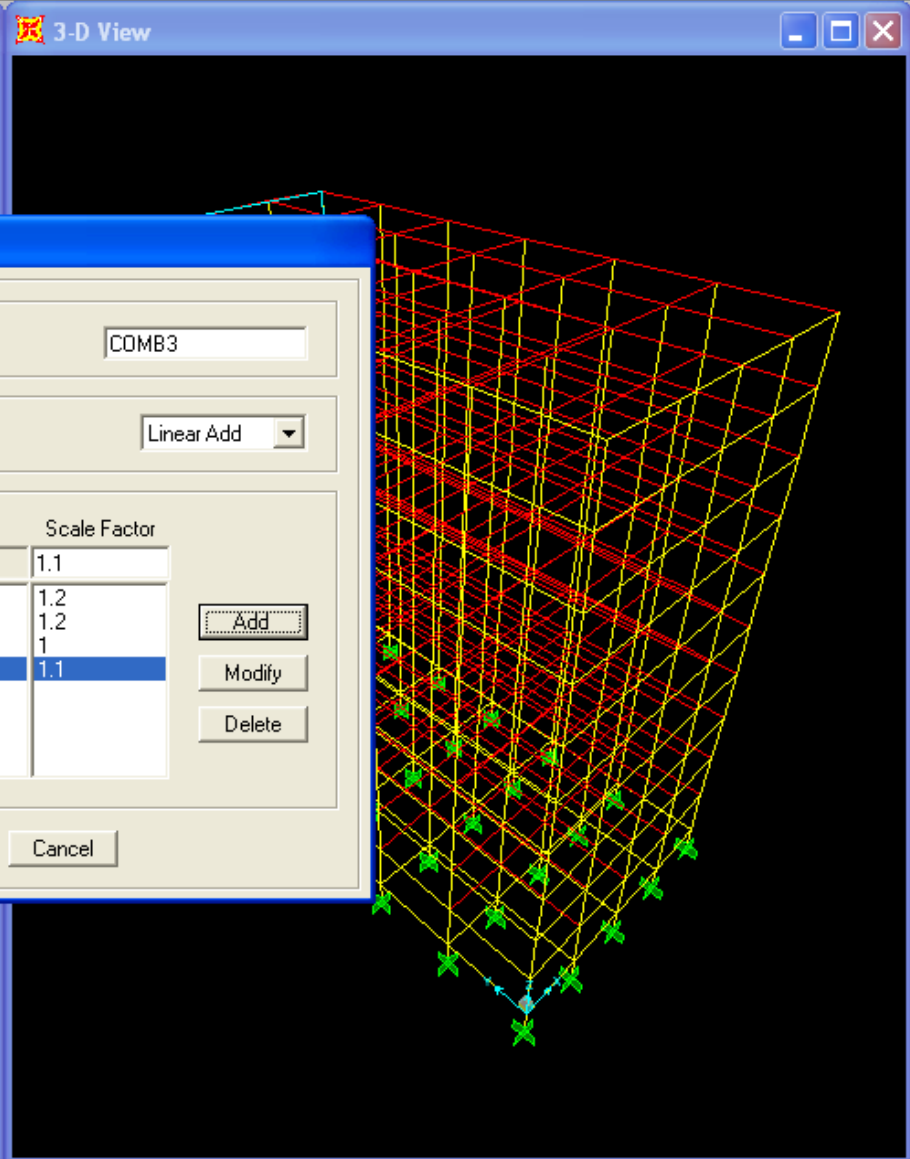 3-D View
COMB3
Linear Add
Scale Factor
1.1
1.2
1.2
1
1.1
Add
Modify
Delete
Cancel